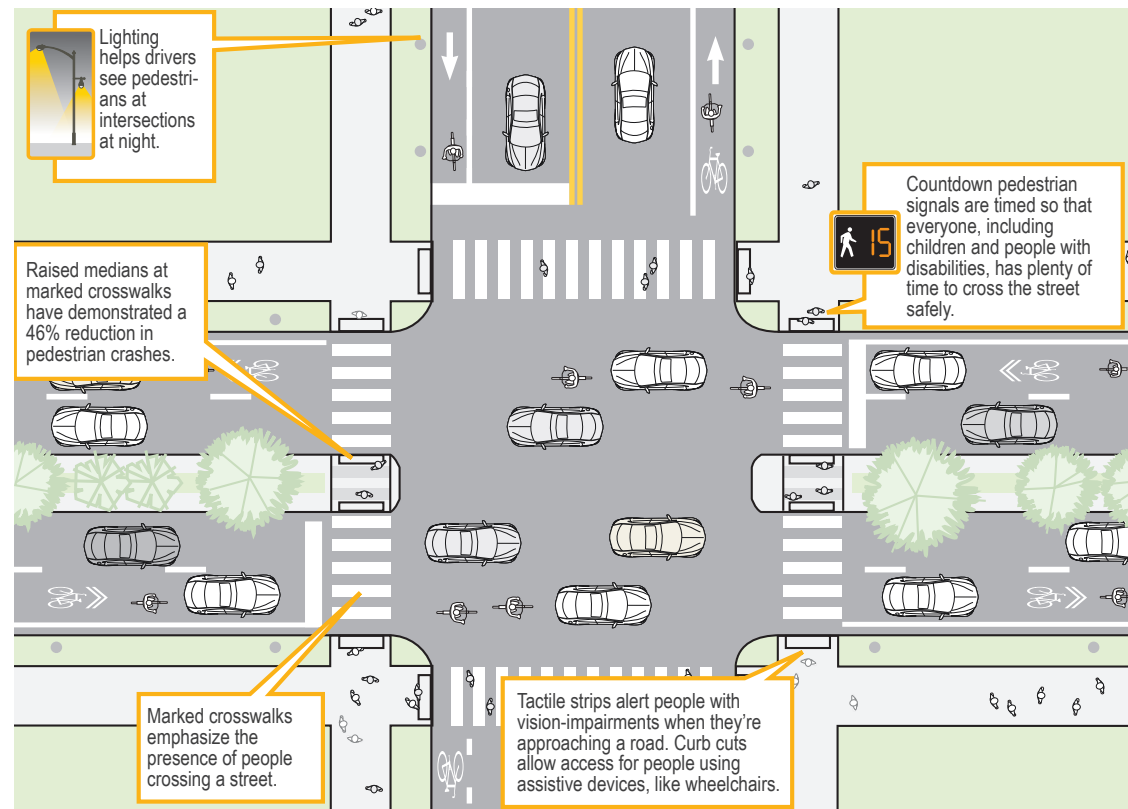 Lighting
helps drivers
see pedestri-
ans at
intersections
at night.
Countdown pedestrian
signals are timed so that
everyone, including
children and people with
disabilities, has plenty of
time to cross the street
safely.
15
Raised medians at
marked crosswalks
have demonstrated a
46% reduction in
pedestrian crashes.
Marked crosswalks
emphasize the
presence of people
crossing a street.
Tactile strips alert people with
vision-impairments when they're
approaching a road. Curb cuts
allow access for people using
assistive devices, like wheelchairs.